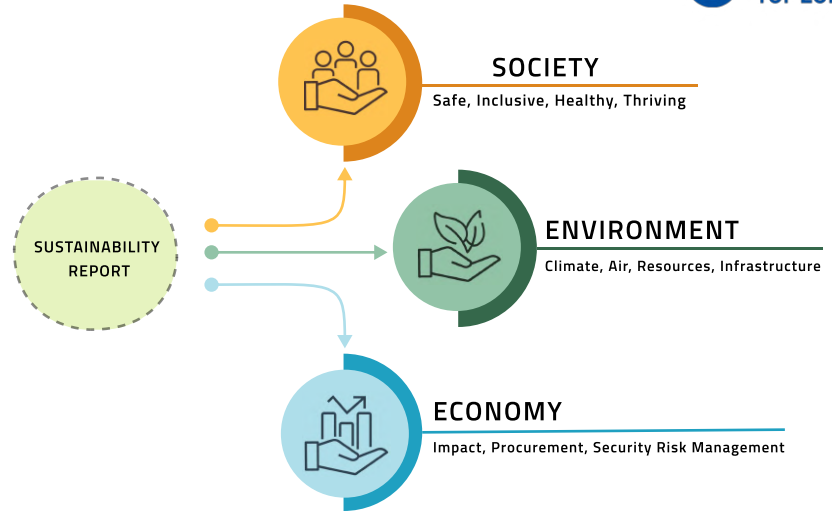 SOCIETY
Safe, Inclusive, Healthy, Thriving
SUSTAINABILITY
REPORT
ENVIRONMENT
Climate, Air, Resources, Infrastructure
ECONOMY
Impact, Procurement, Security Risk Management